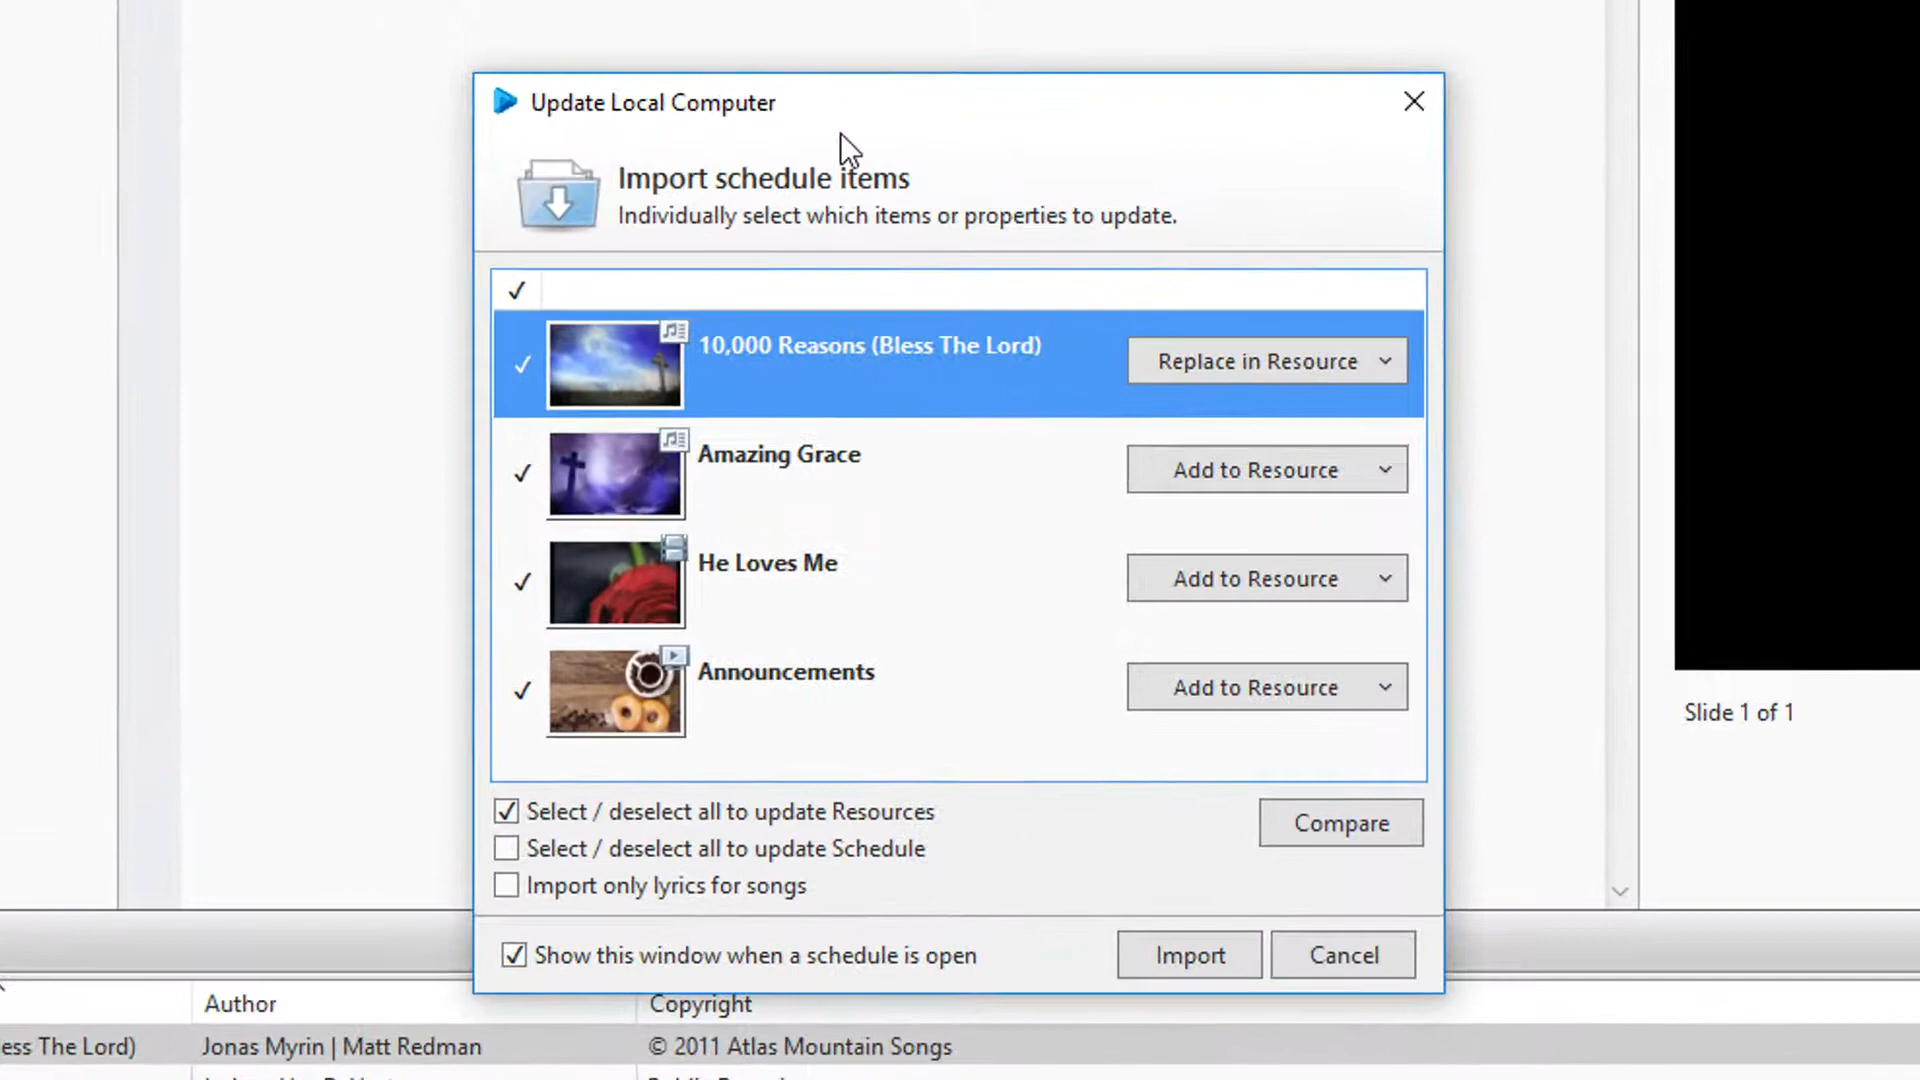 Update Local Computer
Import schedule items
Individually select which items or properties to update.
10,000 Reasons (Bless The Lord)
Replace in Resource
Amazing Grace
Add to Resource
He Loves Me
Add to Resource
Announcements
Add to Resource
Slide 1 of 1
Select / deselect all to update Resources
Compare
Select / deselect all to update Schedule
Import only lyrics for songs
Show this window when a schedule is open
Import
Cancel
Author
Copyright
less The Lord)
Jonas Myrin | Matt Redman
© 2011 Atlas Mountain Songs